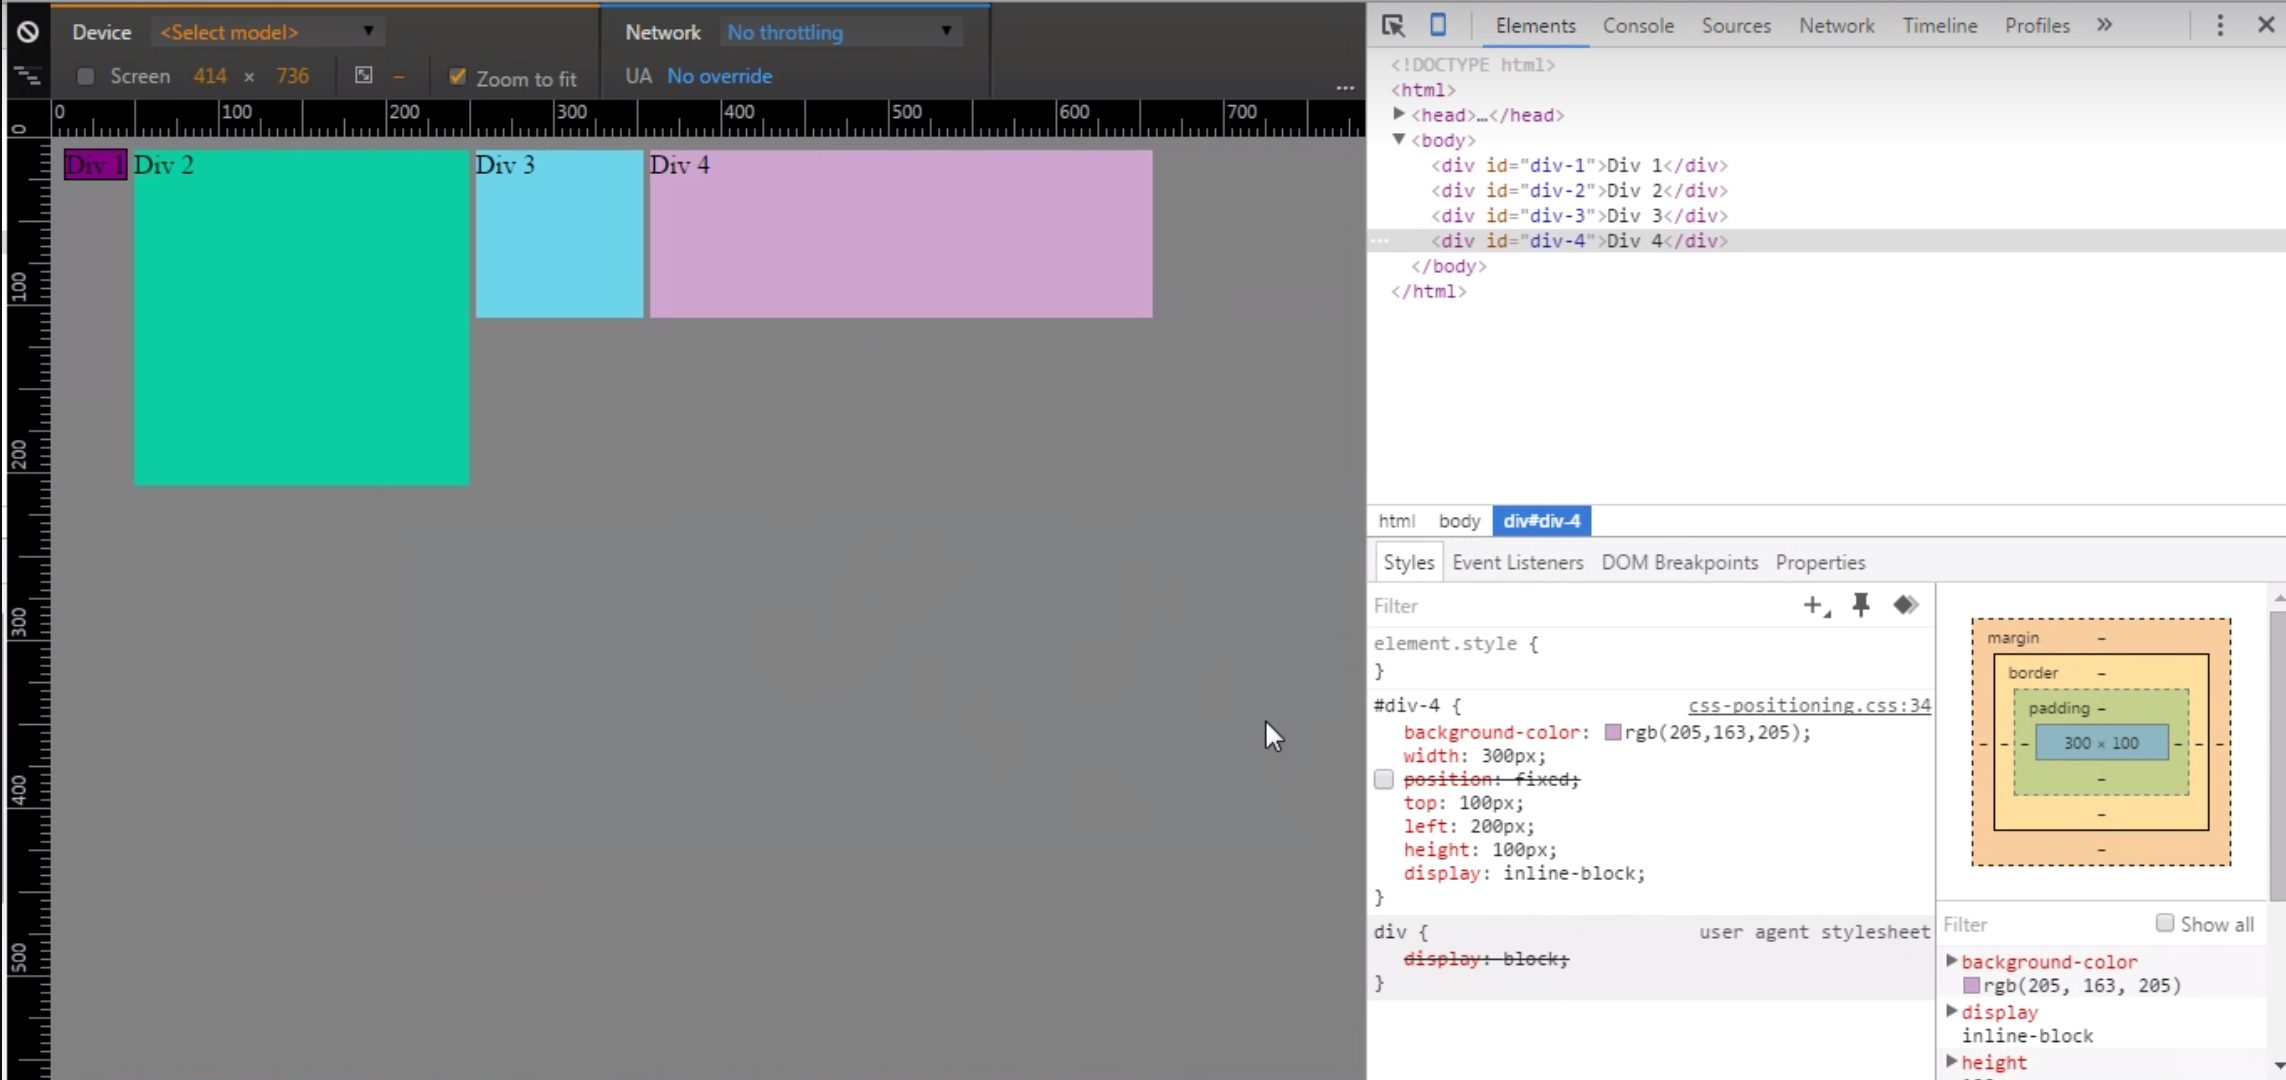 Device <Select model> Network No throttling
Screen 414 × 736 – Zoom to fit UA No override …
0 100 200 300 400 500 600 700
0
100
200
300
400
500
Div 1 Div 2 Div 3 Div 4
Elements Console Sources Network Timeline Profiles »
<!DOCTYPE html>
<html>
<head>…</head>
<body>
<div id="div-1">Div 1</div>
<div id="div-2">Div 2</div>
<div id="div-3">Div 3</div>
<div id="div-4">Div 4</div>
</body>
</html>
html body div#div-4
Styles Event Listeners DOM Breakpoints Properties
Filter
element.style {
}
#div-4 { css-positioning.css:34
background-color: rgb(205,163,205);
width: 300px;
position: fixed;
top: 100px;
left: 200px;
height: 100px;
display: inline-block;
}
div { user agent stylesheet
display: block;
}
margin –
border –
padding –
– – – 300 × 100 – – –
–
–
–
Filter Show all
background-color
rgb(205, 163, 205)
display
inline-block
height